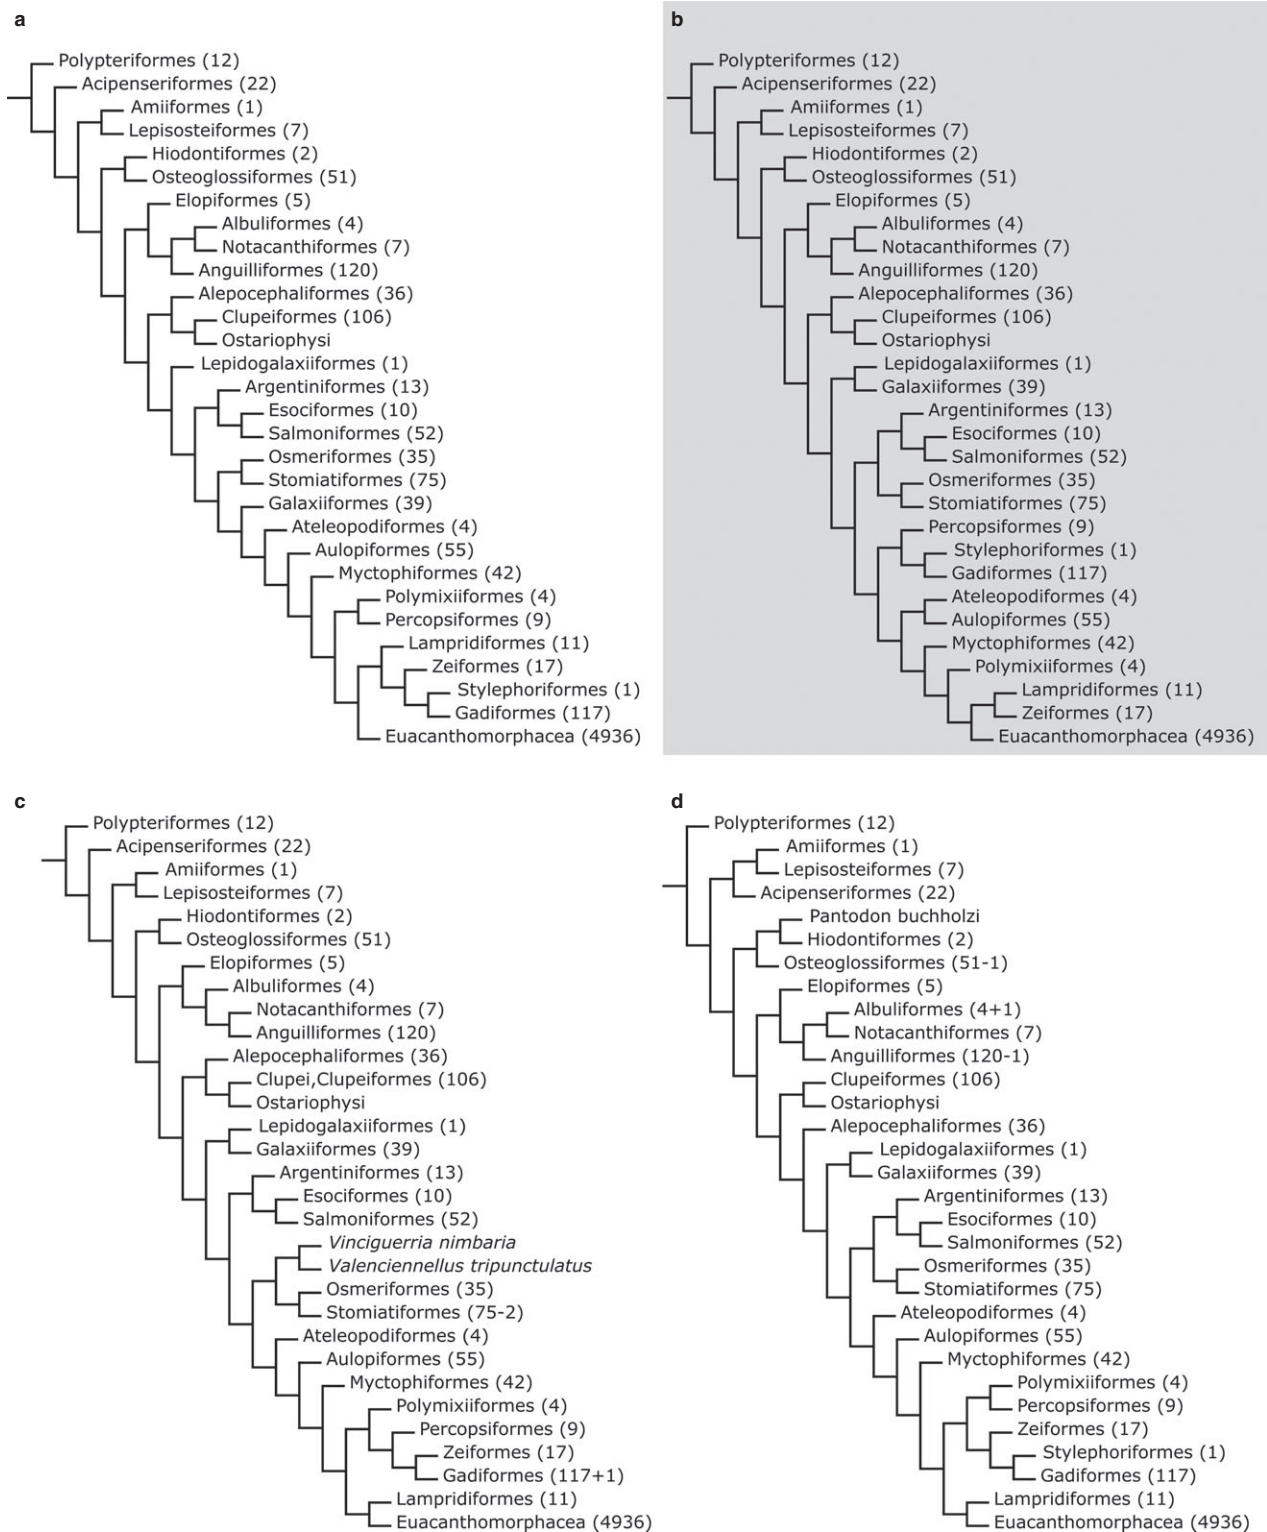 a
Polypteriformes (12)
Acipenseriformes (22)
Amiiformes (1)
Lepisosteiformes (7)
Hiodontiformes (2)
Osteoglossiformes (51)
Elopiformes (5)
Albuliformes (4)
Notacanthiformes (7)
Anguilliformes (120)
Alepocephaliformes (36)
Clupeiformes (106)
Ostariophysi
Lepidogalaxiiformes (1)
Argentiniformes (13)
Esociformes (10)
Salmoniformes (52)
Osmeriformes (35)
Stomiatiformes (75)
Galaxiiformes (39)
Ateleopodiformes (4)
Aulopiformes (55)
Myctophiformes (42)
Polymixiiformes (4)
Percopsiformes (9)
Lampridiformes (11)
Zeiformes (17)
Stylephoriformes (1)
Gadiformes (117)
Euacanthomorphacea (4936)
b
Polypteriformes (12)
Acipenseriformes (22)
Amiiformes (1)
Lepisosteiformes (7)
Hiodontiformes (2)
Osteoglossiformes (51)
Elopiformes (5)
Albuliformes (4)
Notacanthiformes (7)
Anguilliformes (120)
Alepocephaliformes (36)
Clupeiformes (106)
Ostariophysi
Lepidogalaxiiformes (1)
Galaxiiformes (39)
Argentiniformes (13)
Esociformes (10)
Salmoniformes (52)
Osmeriformes (35)
Stomiatiformes (75)
Percopsiformes (9)
Stylephoriformes (1)
Gadiformes (117)
Ateleopodiformes (4)
Aulopiformes (55)
Myctophiformes (42)
Polymixiiformes (4)
Lampridiformes (11)
Zeiformes (17)
Euacanthomorphacea (4936)
c
Polypteriformes (12)
Acipenseriformes (22)
Amiiformes (1)
Lepisosteiformes (7)
Hiodontiformes (2)
Osteoglossiformes (51)
Elopiformes (5)
Albuliformes (4)
Notacanthiformes (7)
Anguilliformes (120)
Alepocephaliformes (36)
Clupei,Clupeiformes (106)
Ostariophysi
Lepidogalaxiiformes (1)
Galaxiiformes (39)
Argentiniformes (13)
Esociformes (10)
Salmoniformes (52)
Vinciguerria nimbaria
Valenciennellus tripunctulatus
Osmeriformes (35)
Stomiatiformes (75-2)
Ateleopodiformes (4)
Aulopiformes (55)
Myctophiformes (42)
Polymixiiformes (4)
Percopsiformes (9)
Zeiformes (17)
Gadiformes (117+1)
Lampridiformes (11)
Euacanthomorphacea (4936)
d
Polypteriformes (12)
Amiiformes (1)
Lepisosteiformes (7)
Acipenseriformes (22)
Pantodon buchholzi
Hiodontiformes (2)
Osteoglossiformes (51-1)
Elopiformes (5)
Albuliformes (4+1)
Notacanthiformes (7)
Anguilliformes (120-1)
Clupeiformes (106)
Ostariophysi
Alepocephaliformes (36)
Lepidogalaxiiformes (1)
Galaxiiformes (39)
Argentiniformes (13)
Esociformes (10)
Salmoniformes (52)
Osmeriformes (35)
Stomiatiformes (75)
Ateleopodiformes (4)
Aulopiformes (55)
Myctophiformes (42)
Polymixiiformes (4)
Percopsiformes (9)
Zeiformes (17)
Stylephoriformes (1)
Gadiformes (117)
Lampridiformes (11)
Euacanthomorphacea (4936)